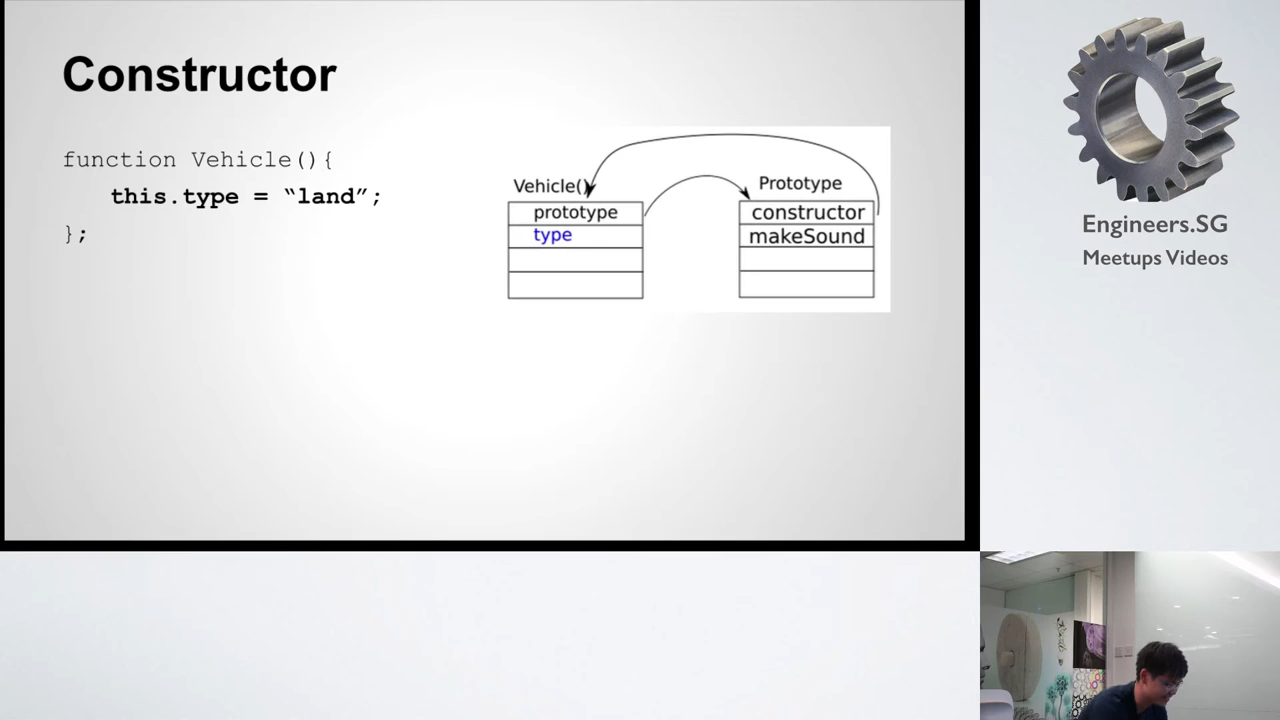 Constructor
function Vehicle(){
this.type = “land”;
};
Vehicle()
prototype
type
Prototype
constructor
makeSound
Engineers.SG
Meetups Videos